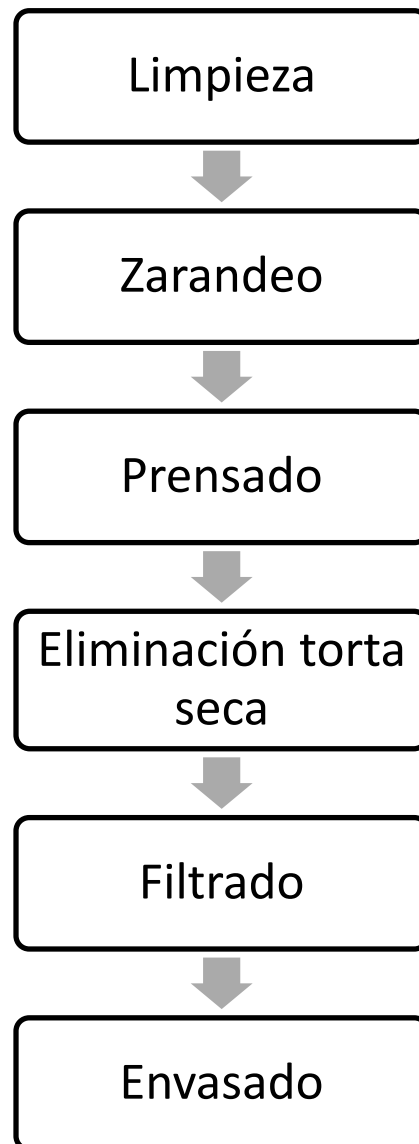 Limpieza
Zarandeo
Prensado
Eliminación torta
seca
Filtrado
Envasado